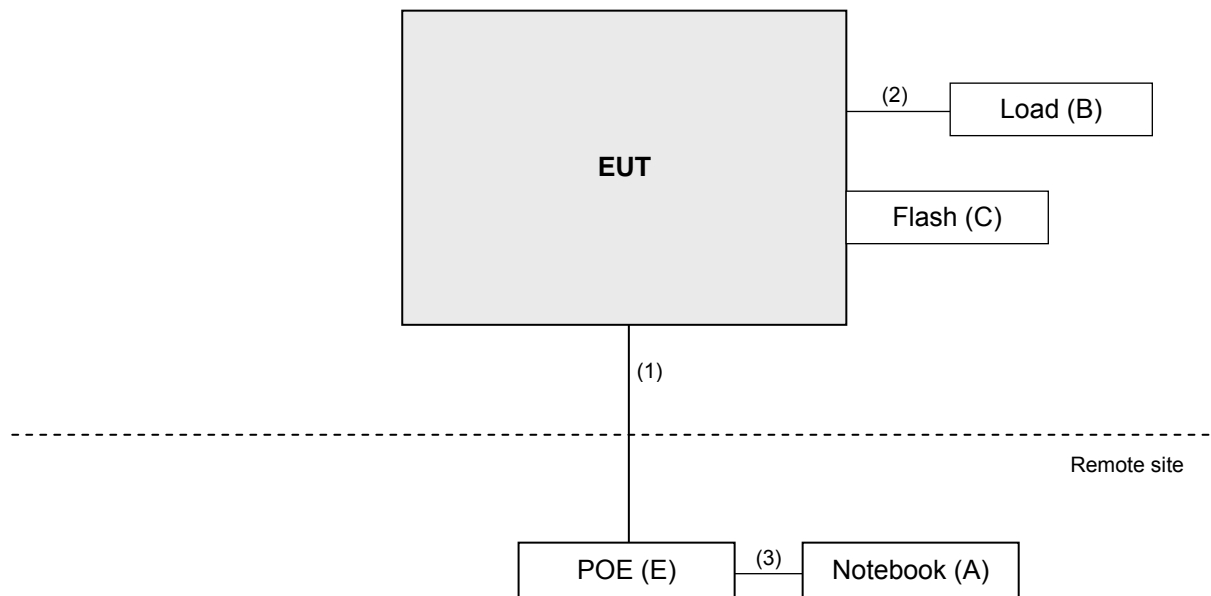 (2)
Load (B)
EUT
Flash (C)
(1)
Remote site
POE (E)
(3)
Notebook (A)